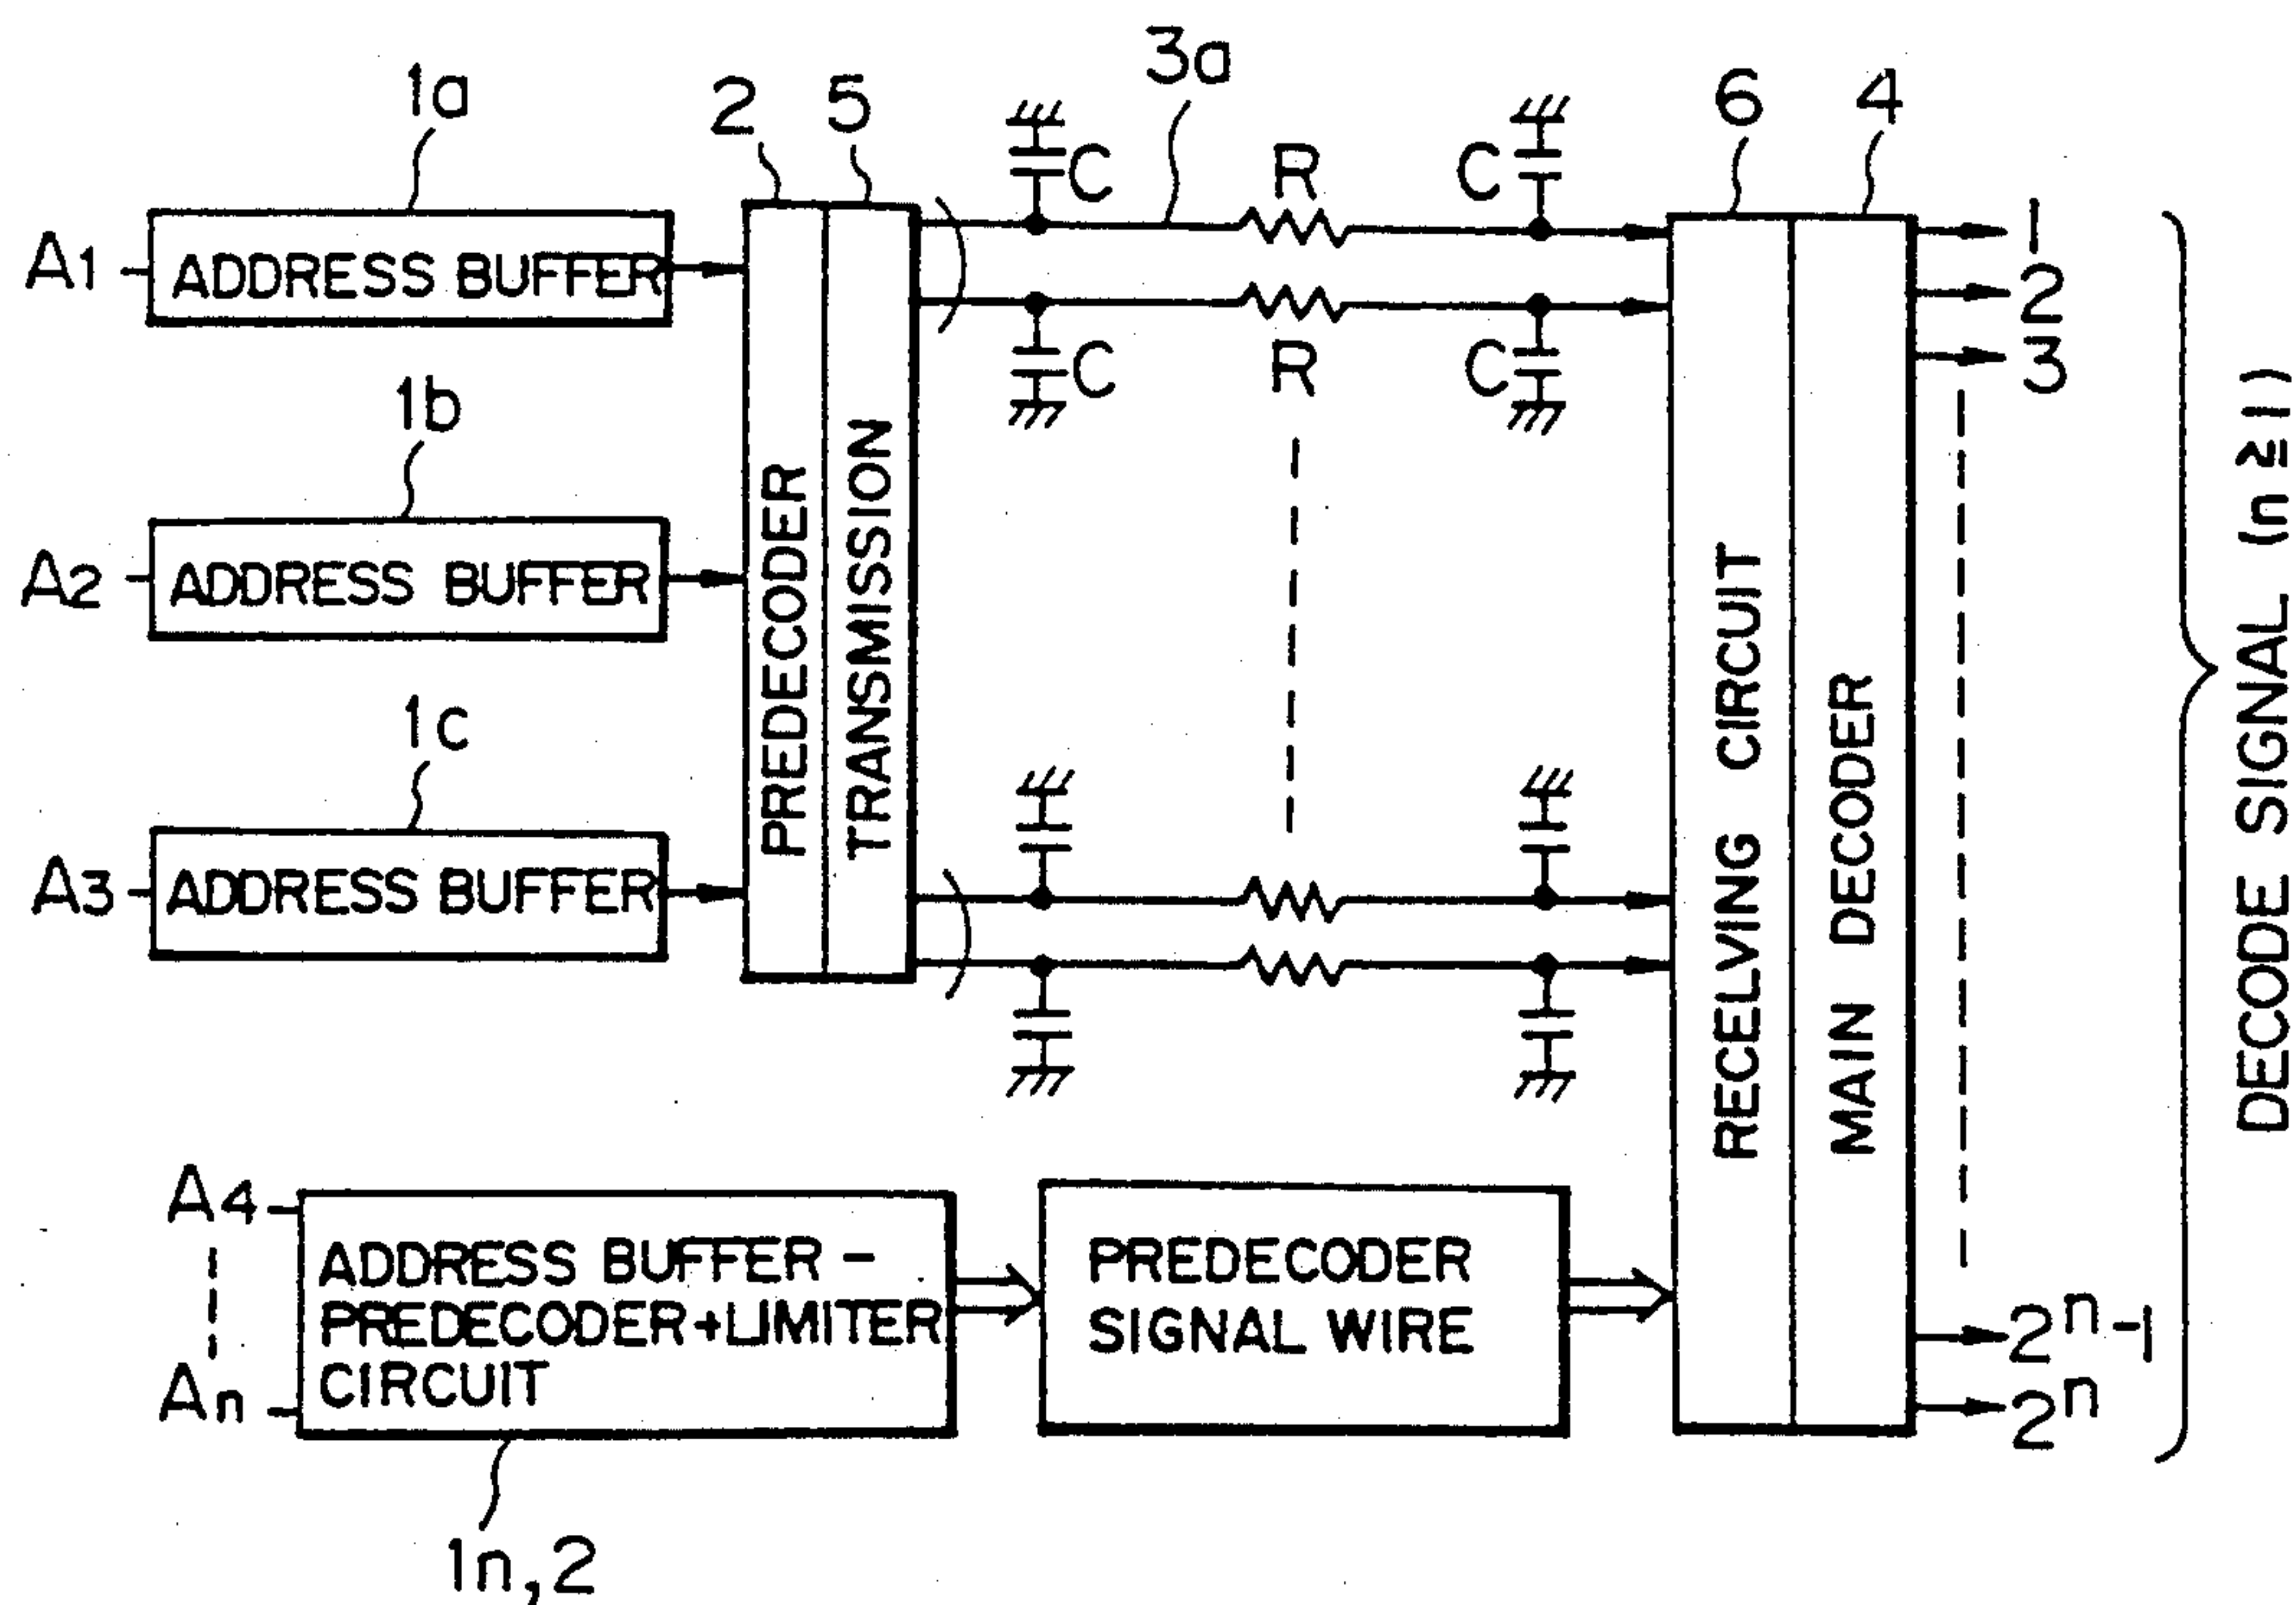 1a
2
5
3a
6
4
A1
ADDRESS BUFFER
C
R
C
C
R
C
1
2
3
1b
A2
ADDRESS BUFFER
1c
A3
ADDRESS BUFFER
PREDECODER
TRANSMISSION
RECELVING CIRCUIT
MAIN DECODER
DECODE SIGNAL (n ≧ 1)
A4
An
ADDRESS BUFFER -
PREDECODER+LIMITER
CIRCUIT
PREDECODER
SIGNAL WIRE
2ⁿ-1
2ⁿ
1n,2